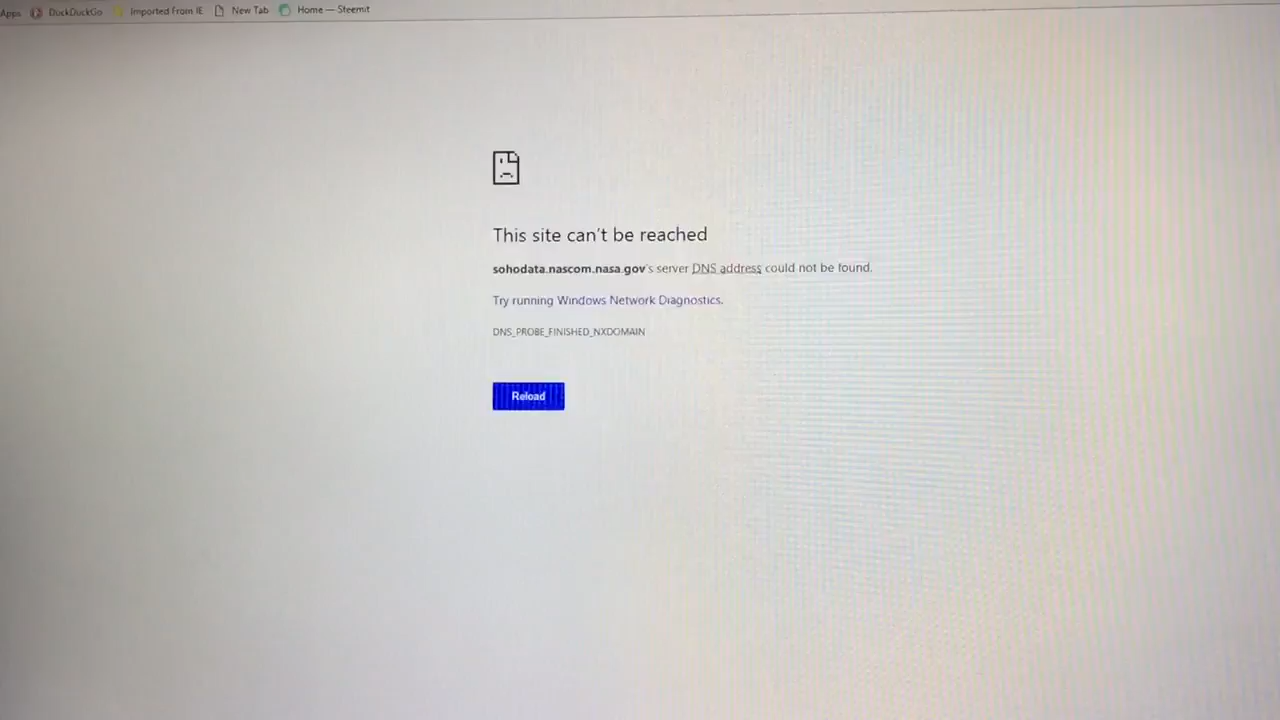 Apps DuckDuckGo Imported From IE New Tab Home — Steemit
This site can't be reached
sohodata.nascom.nasa.gov's server DNS address could not be found.
Try running Windows Network Diagnostics.
DNS_PROBE_FINISHED_NXDOMAIN
Reload